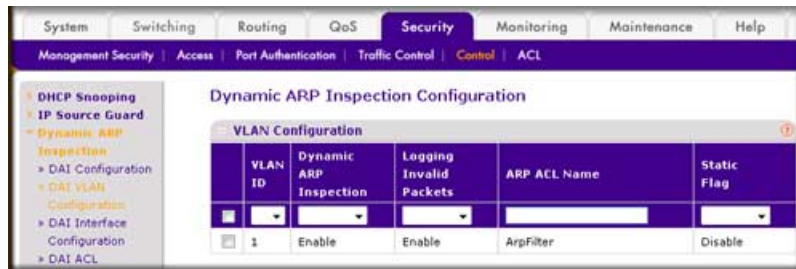 System Switching Routing QoS Security Monitoring Maintenance Help
Management Security | Access | Port Authentication | Traffic Control | Control | ACL
DHCP Snooping
IP Source Guard
Dynamic ARP
Inspection
» DAI Configuration
» DAI VLAN
Configuration
» DAI Interface
Configuration
» DAI ACL
Dynamic ARP Inspection Configuration
VLAN Configuration
VLAN ID Dynamic ARP Inspection Logging Invalid Packets ARP ACL Name Static Flag
1 Enable Enable ArpFilter Disable